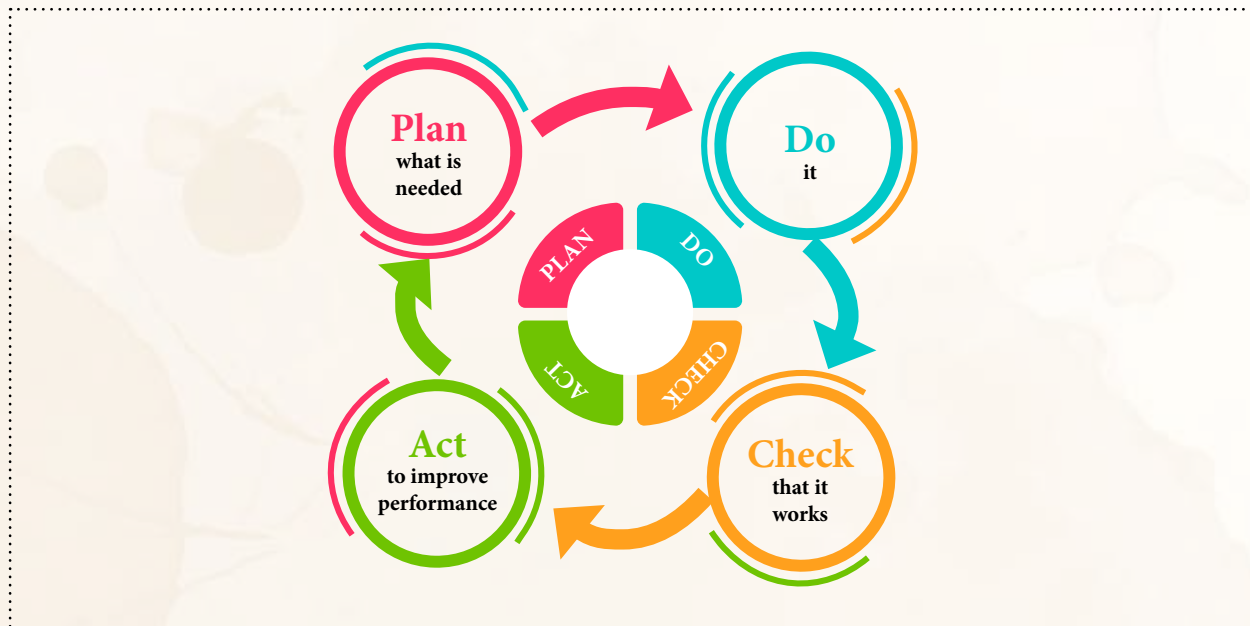 Plan
what is
needed
Do
it
PLAN
DO
ACT
CHECK
Act
to improve
performance
Check
that it
works